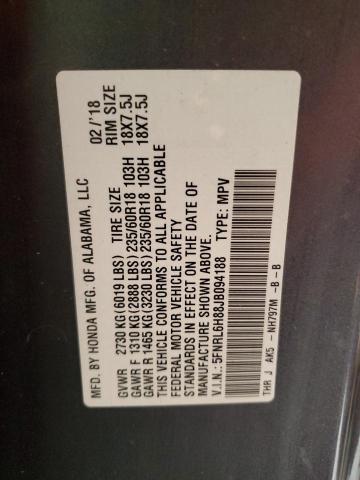 MFD. BY HONDA MFG. OF ALABAMA, LLC 02/'18
GVWR 2730 KG(6019 LBS) TIRE SIZE RIM SIZE
GAWR F 1310 KG(2888 LBS) 235/60R18 103H 18X7.5J
GAWR R 1465 KG(3230 LBS) 235/60R18 103H 18X7.5J
THIS VEHICLE CONFORMS TO ALL APPLICABLE
FEDERAL MOTOR VEHICLE SAFETY
STANDARDS IN EFFECT ON THE DATE OF
MANUFACTURE SHOWN ABOVE.
V.I.N.: 5FNRL6H88JB094188 TYPE: MPV
THR J AK5 - NH797M -B -B